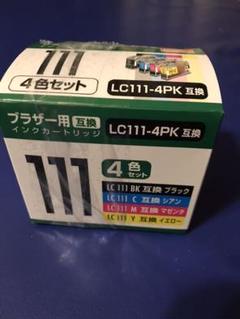 111
4色セット
LC111-4PK 互換
ブラザー用 互換
インクカートリッジ
LC111-4PK 互換
111
4色
セット
LC111 BK 互換 ブラック
LC111 C 互換 シアン
LC111 M 互換 マゼンタ
LC111 Y 互換 イエロー